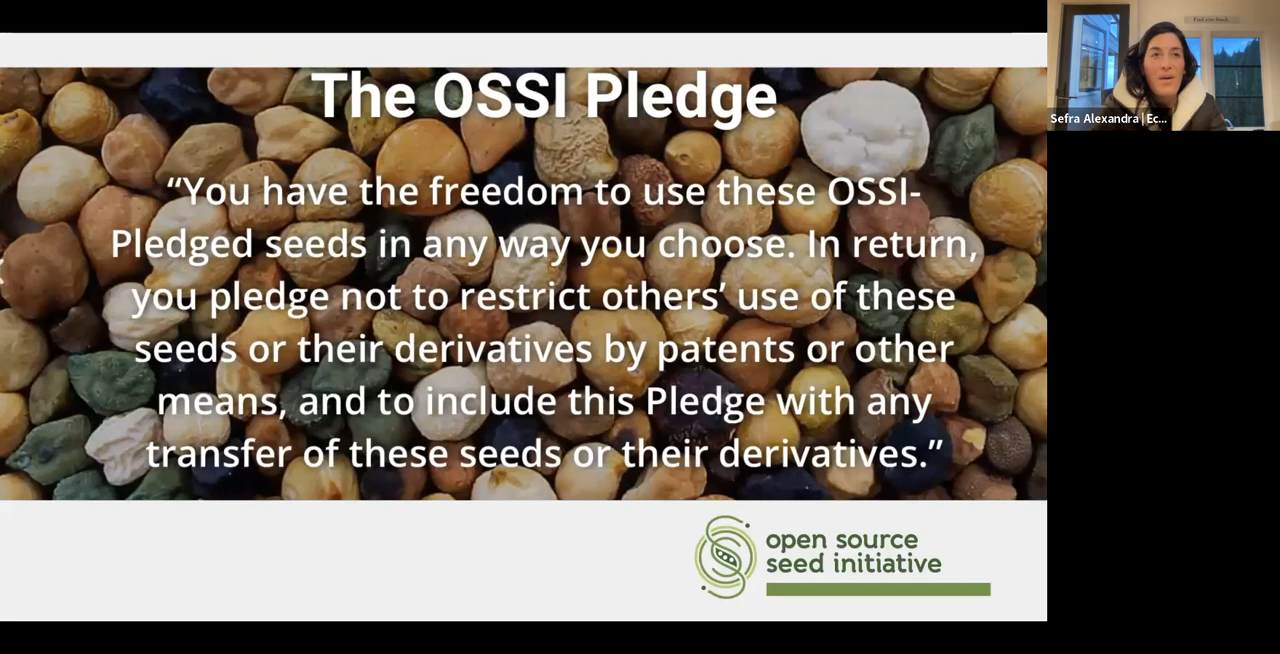 The OSSI Pledge
“You have the freedom to use these OSSI-
Pledged seeds in any way you choose. In return,
you pledge not to restrict others’ use of these
seeds or their derivatives by patents or other
means, and to include this Pledge with any
transfer of these seeds or their derivatives.”
open source
seed initiative
Sefra Alexandra | Ec...